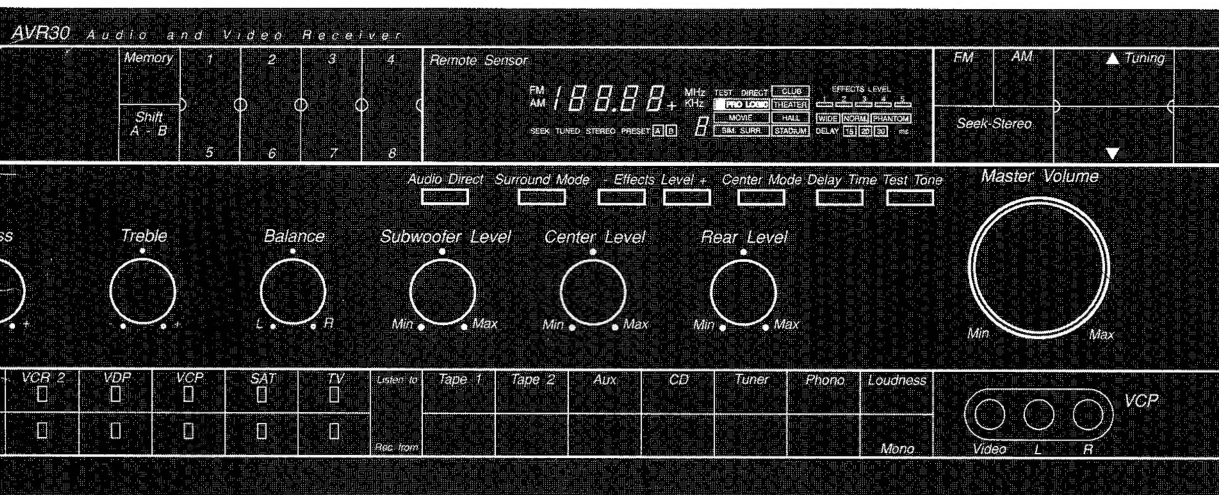 AVR30 Audio and Video Receiver
Memory 1 2 3 4
Shift
A - B
5 6 7 8
Remote Sensor
FM
AM
188.88+
MHz
KHz
TEST DIRECT CLUB
PRO LOGIC THEATER
MOVIE HALL
SIM. SURR. STADIUM
SEEK TUNED STEREO PRESET A B 8
EFFECTS LEVEL
1 2 3 4 5
WIDE NORM. PHANTOM
DELAY 15 20 30 ms
FM AM
Seek-Stereo
▲ Tuning
▼
Audio Direct Surround Mode - Effects Level + Center Mode Delay Time Test Tone
Master Volume
Min Max
ss Treble Balance Subwoofer Level Center Level Rear Level
+ - + L R Min Max Min Max Min Max
VCR 2 VDP VCP SAT TV Listen to Tape 1 Tape 2 Aux CD Tuner Phono Loudness
Rec from Mono
VCP
Video L R